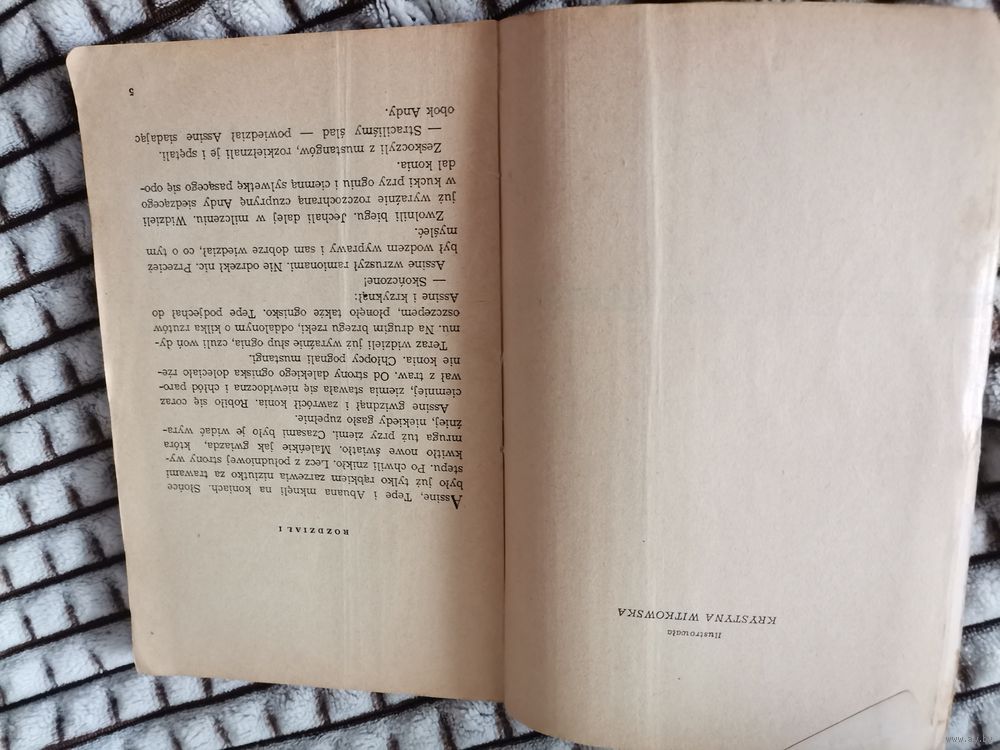 Ilustrowała
KRYSTYNA WITKOWSKA
ROZDZIAŁ I
Assine, Tepe i Abuana mknęli na koniach. Słońce
było już tylko rąbkiem zarzewia niziutko za trawami
stepu. Po chwili znikło. Lecz z południowej strony wy-
kwitło nowe światło. Maleńkie jak gwiazda, która
mruga tuż przy ziemi. Czasami było je widać wyra-
źniej, niekiedy gasło zupełnie.
Assine gwizdnął i zawrócił konia. Robiło się coraz
ciemniej, ziemia stawała się niewidoczna i chłód paro-
wał z traw. Od strony dalekiego ogniska doleciało rże-
nie konia. Chłopcy pognali mustangi.
Teraz widzieli już wyraźnie słup ognia, czuli woń dy-
mu. Na drugim brzegu rzeki, oddalonym o kilka rzutów
oszczepem, płonęło także ognisko. Tepe podjechał do
Assine i krzyknął:
— Skończone!
Assine wzruszył ramionami. Nie odrzekł nic. Przecież
był wodzem wyprawy i sam dobrze wiedział, co o tym
myśleć.
Zwolnili biegu. Jechali dalej w milczeniu. Widzieli
już wyraźnie rozczochraną czuprynę Andy siedzącego
w kucki przy ogniu i ciemną sylwetkę pasącego się opo-
dal konia.
Zeskoczyli z mustangów, rozkiełznali je i spętali.
— Straciliśmy ślad — powiedział Assine siadając
obok Andy.
5
www.ay.by